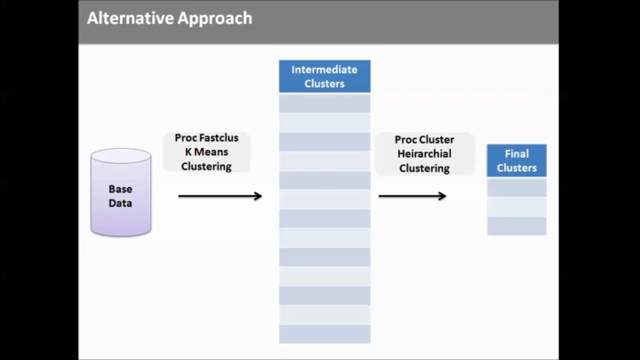 Alternative Approach
Intermediate
Clusters
Proc Fastclus
K Means
Clustering
Proc Cluster
Heirarchial
Clustering
Final
Clusters
Base
Data